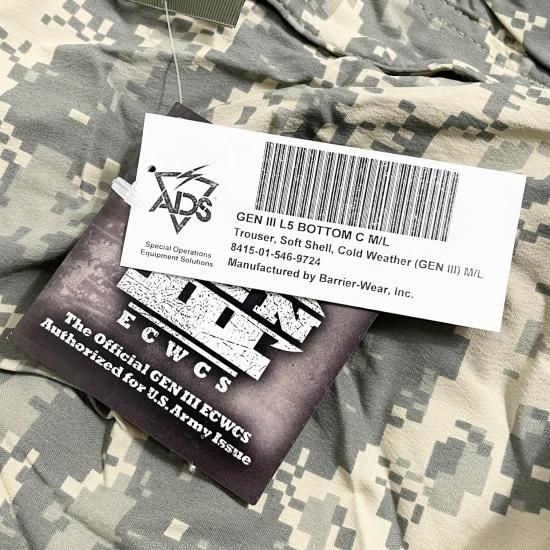 ADS
Special Operations
Equipment Solutions
GEN III L5 BOTTOM C M/L
Trouser, Soft Shell, Cold Weather (GEN III) M/L
8415-01-546-9724
Manufactured by Barrier-Wear, Inc.
III
ECWCS
The Official GEN III ECWCS
Authorized for U.S. Army Issue